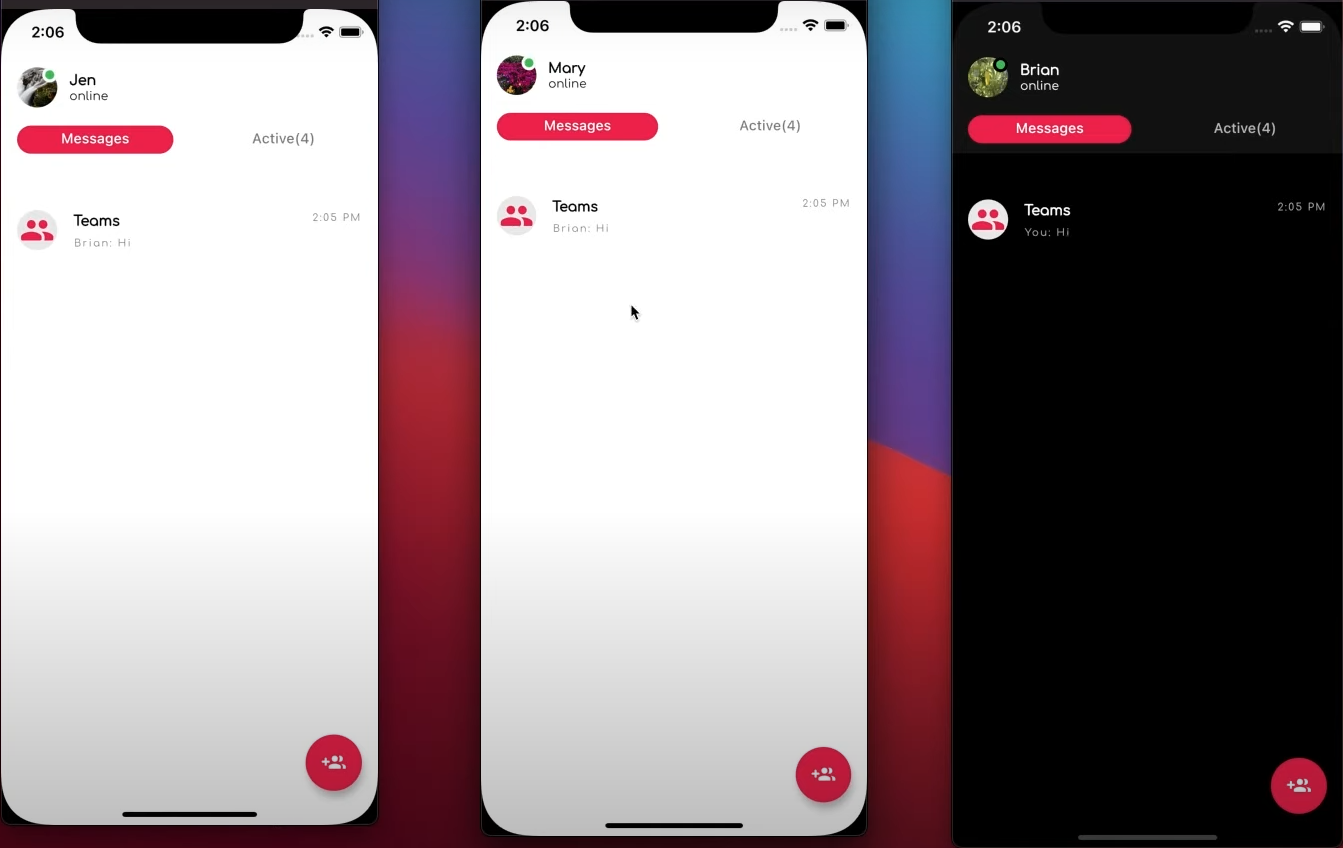 2:06
Jen
online
Messages
Active(4)
Teams
2:05 PM
Brian: Hi
2:06
Mary
online
Messages
Active(4)
Teams
2:05 PM
Brian: Hi
2:06
Brian
online
Messages
Active(4)
Teams
2:05 PM
You: Hi